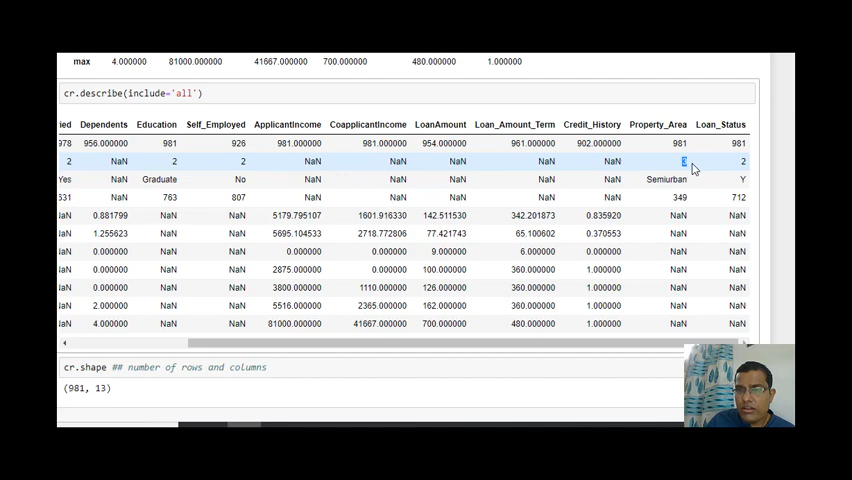 max 4.000000 81000.000000 41667.000000 700.000000 480.000000 1.000000
cr.describe(include='all')
ied Dependents Education Self_Employed ApplicantIncome CoapplicantIncome LoanAmount Loan_Amount_Term Credit_History Property_Area Loan_Status
978 956.000000 981 926 981.000000 981.000000 954.000000 961.000000 902.000000 981 981
2 NaN 2 2 NaN NaN NaN NaN NaN 3 2
Yes NaN Graduate No NaN NaN NaN NaN NaN Semiurban Y
631 NaN 763 807 NaN NaN NaN NaN NaN 349 712
NaN 0.881799 NaN NaN 5179.795107 1601.916330 142.511530 342.201873 0.835920 NaN NaN
NaN 1.255623 NaN NaN 5695.104533 2718.772806 77.421743 65.100602 0.370553 NaN NaN
NaN 0.000000 NaN NaN 0.000000 0.000000 9.000000 6.000000 0.000000 NaN NaN
NaN 0.000000 NaN NaN 2875.000000 0.000000 100.000000 360.000000 1.000000 NaN NaN
NaN 0.000000 NaN NaN 3800.000000 1110.000000 126.000000 360.000000 1.000000 NaN NaN
NaN 2.000000 NaN NaN 5516.000000 2365.000000 162.000000 360.000000 1.000000 NaN NaN
NaN 4.000000 NaN NaN 81000.000000 41667.000000 700.000000 480.000000 1.000000 NaN NaN
cr.shape ## number of rows and columns
(981, 13)